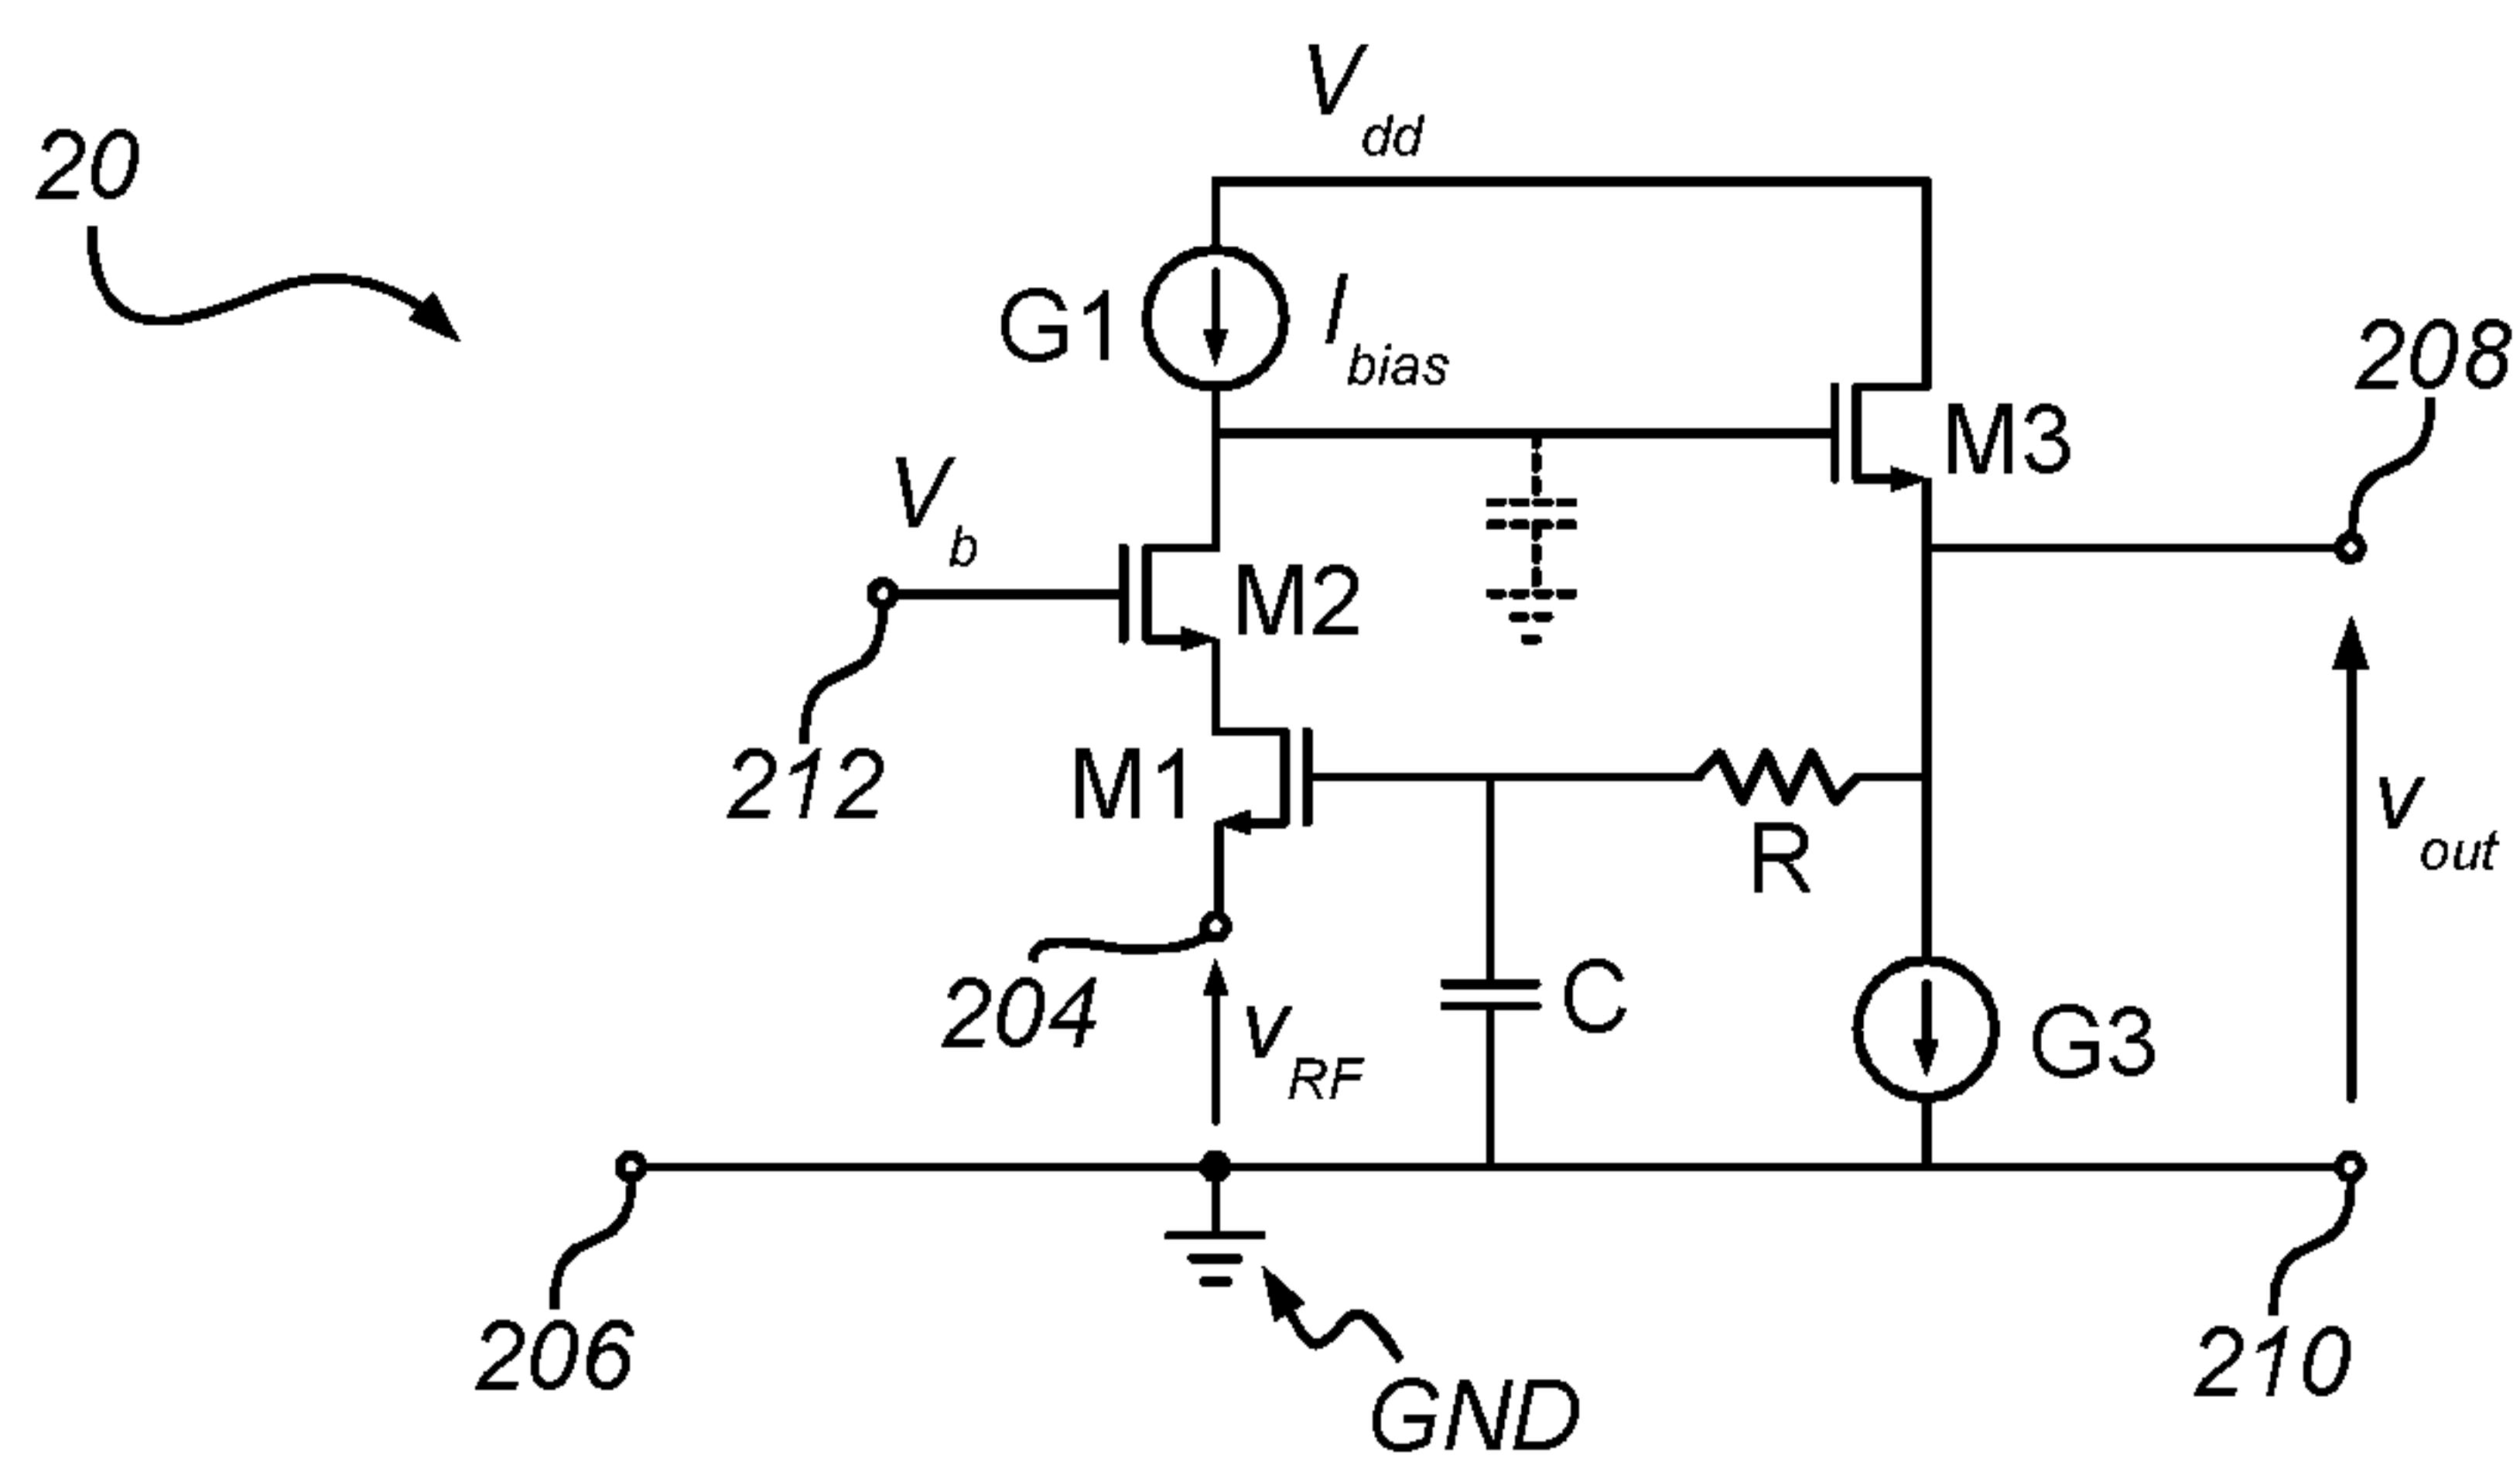 V dd
20
G1
I bias
208
M3
V b
M2
212
M1
v out
R
204
v RF
C
G3
206
210
GND